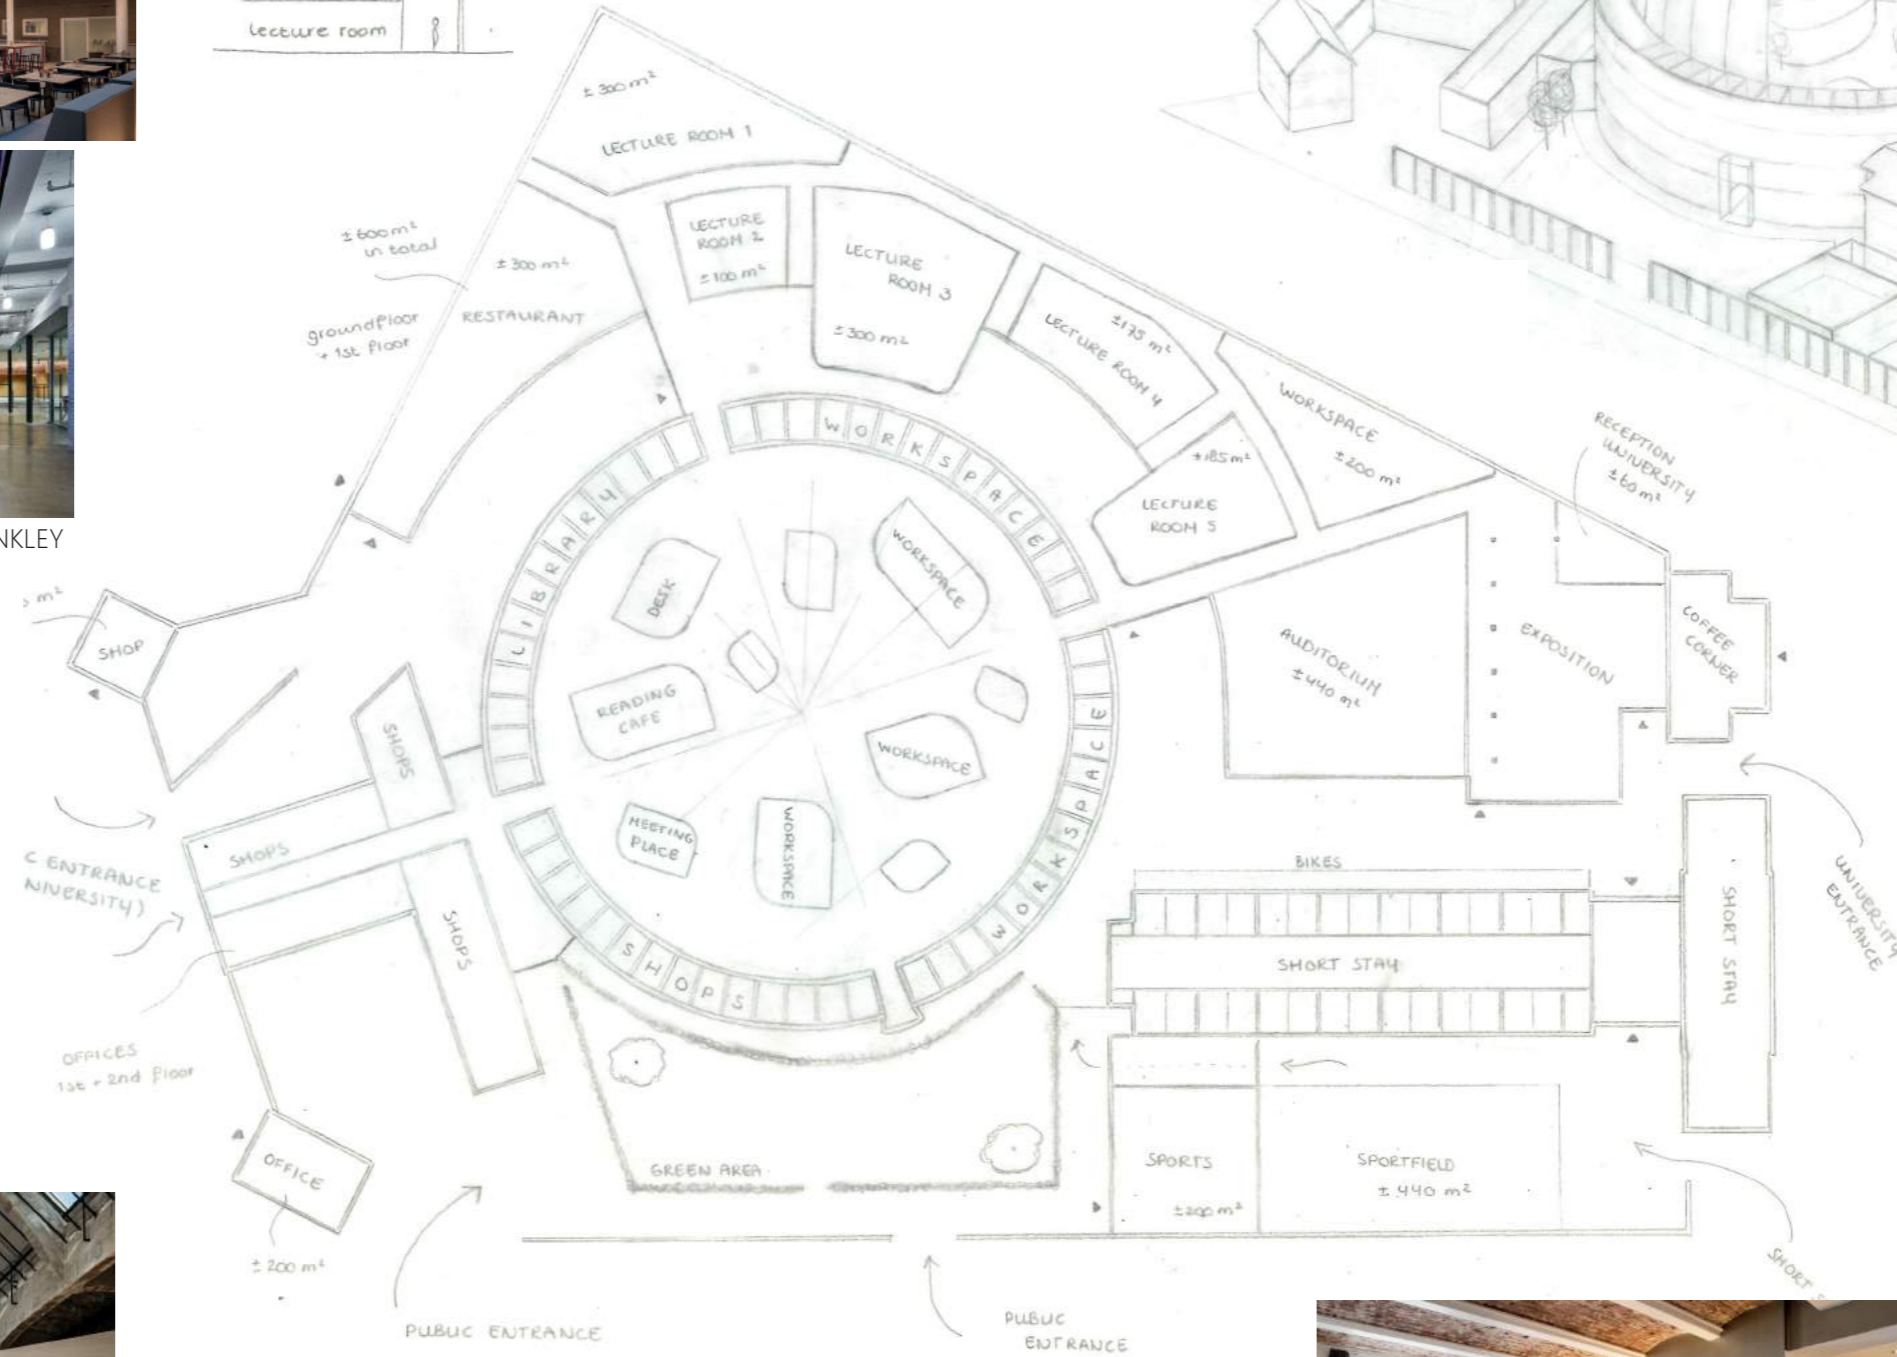 lecture room
± 300 m²
LECTURE ROOM 1
± 600 m²
in total
± 300 m²
groundfloor
+ 1st floor
RESTAURANT
LECTURE
ROOM 2
± 100 m²
LECTURE
ROOM 3
± 300 m²
± 175 m²
LECTURE ROOM 4
WORKSPACE
± 200 m²
± 185 m²
LECTURE
ROOM 5
RECEPTION
UNIVERSITY
± 60 m²
NKLEY
m²
SHOP
LIBRARY
WORKSPACE
DESK
WORKSPACE
READING
CAFE
WORKSPACE
MEETING
PLACE
WORKSPACE
WORKSPACE
SHOPS
AUDITORIUM
± 440 m²
EXPOSITION
COFFEE
CORNER
SHOPS
SHOPS
SHOPS
C ENTRANCE
NIVERSITY)
OFFICES
1st + 2nd floor
OFFICE
± 200 m²
BIKES
SHORT STAY
SHORT STAY
UNIVERSITY
ENTRANCE
GREEN AREA
SPORTS
± 200 m²
SPORTFIELD
± 440 m²
SHORT S
PUBLIC ENTRANCE
PUBLIC
ENTRANCE